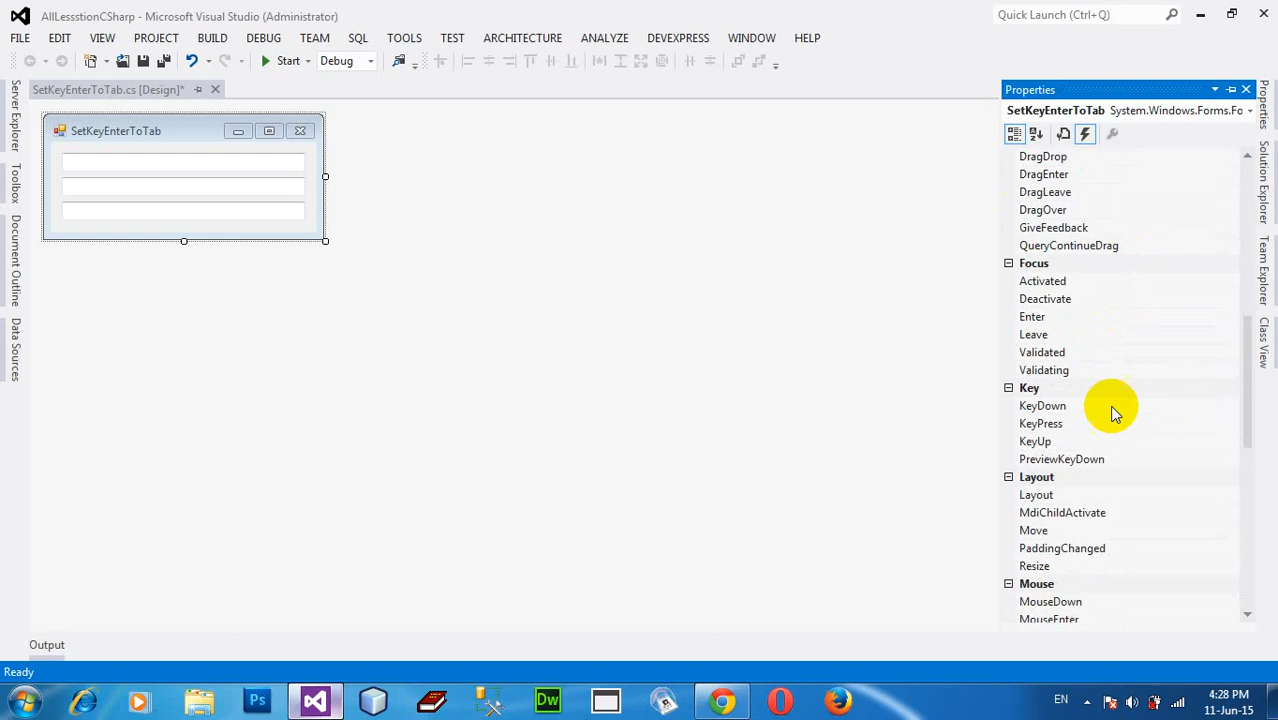 AllLesstionCSharp - Microsoft Visual Studio (Administrator)
Quick Launch (Ctrl+Q)
FILE EDIT VIEW PROJECT BUILD DEBUG TEAM SQL TOOLS TEST ARCHITECTURE ANALYZE DEVEXPRESS WINDOW HELP
Start Debug
SetKeyEnterToTab.cs [Design]*
Server Explorer
Toolbox
Document Outline
Data Sources
SetKeyEnterToTab
Properties
SetKeyEnterToTab System.Windows.Forms.Fo
DragDrop
DragEnter
DragLeave
DragOver
GiveFeedback
QueryContinueDrag
Focus
Activated
Deactivate
Enter
Leave
Validated
Validating
Key
KeyDown
KeyPress
KeyUp
PreviewKeyDown
Layout
Layout
MdiChildActivate
Move
PaddingChanged
Resize
Mouse
MouseDown
MouseEnter
Properties
Solution Explorer
Team Explorer
Class View
Output
Ready
Ps
Dw
EN
4:28 PM
11-Jun-15